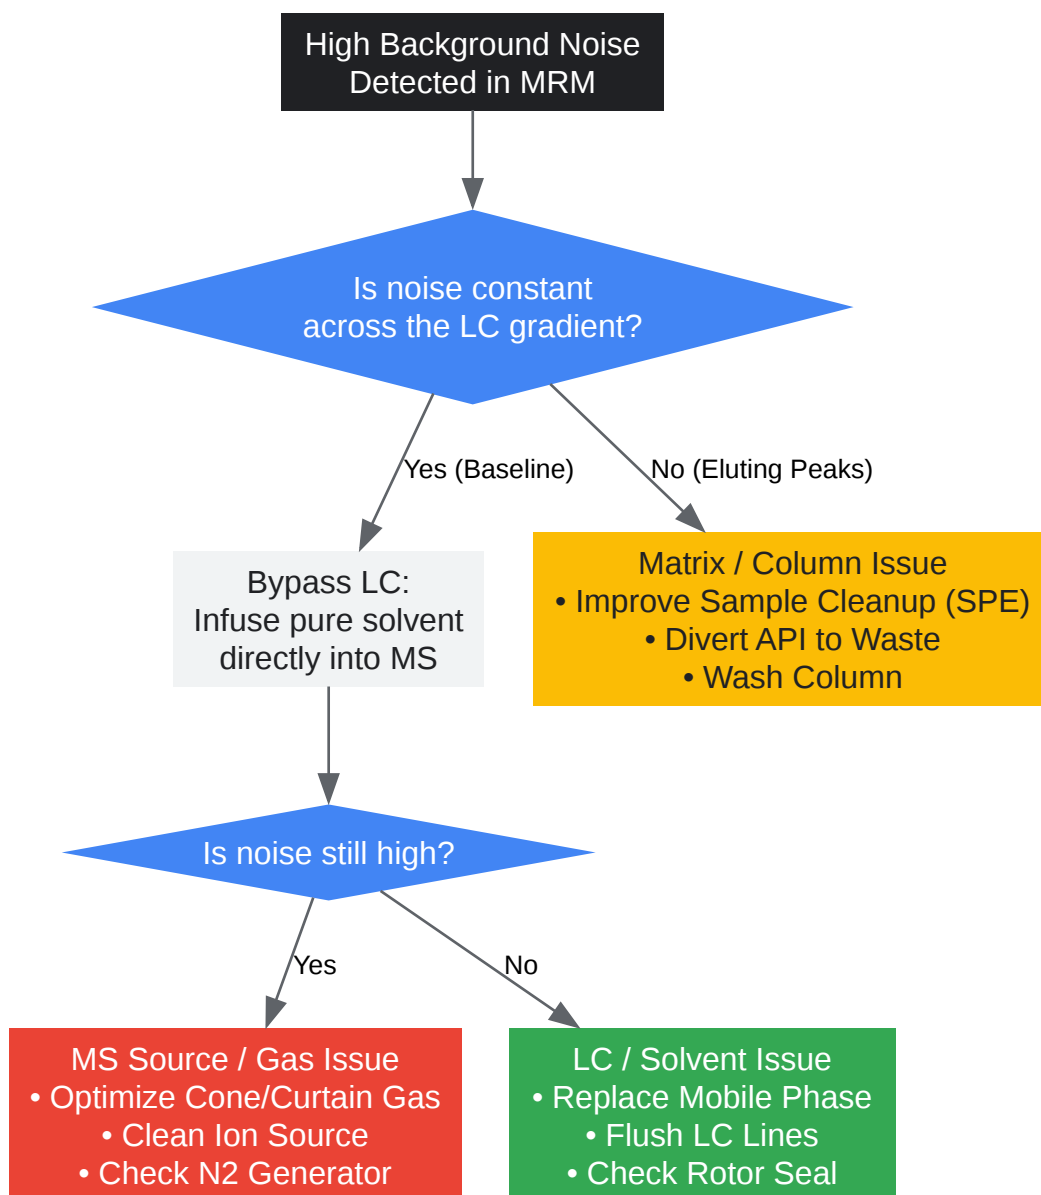 High Background Noise
Detected in MRM
Is noise constant
across the LC gradient?
Yes (Baseline)
No (Eluting Peaks)
Bypass LC:
Infuse pure solvent
directly into MS
Matrix / Column Issue
• Improve Sample Cleanup (SPE)
• Divert API to Waste
• Wash Column
Is noise still high?
Yes
No
MS Source / Gas Issue
• Optimize Cone/Curtain Gas
• Clean Ion Source
• Check N2 Generator
LC / Solvent Issue
• Replace Mobile Phase
• Flush LC Lines
• Check Rotor Seal